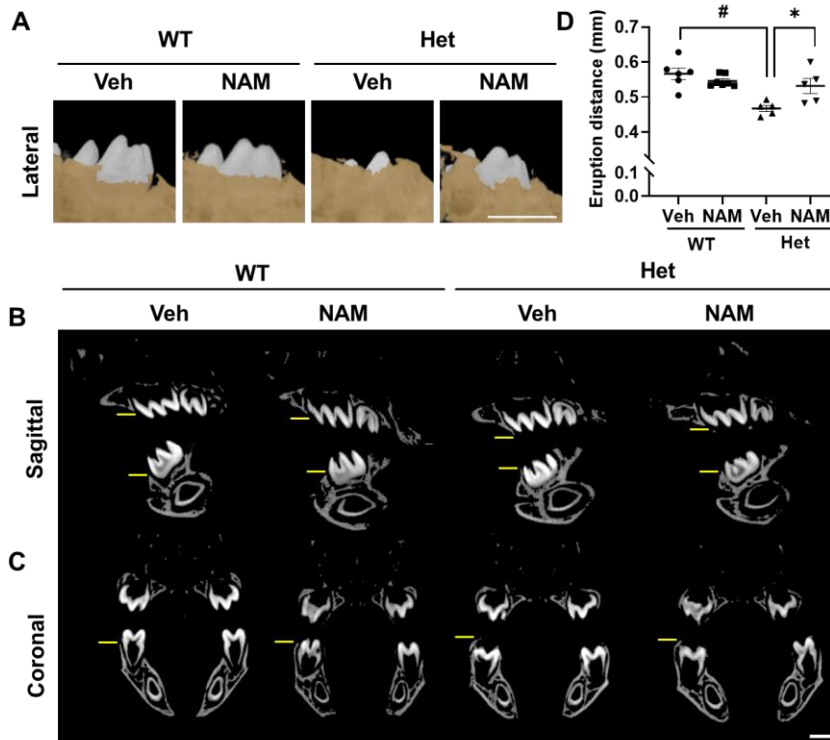 A
WT
Het
Veh
NAM
Veh
NAM
Lateral
D
Eruption distance (mm)
0.7
0.6
0.5
0.4
0.1
0.0
#
*
Veh NAM Veh NAM
WT
Het
WT
Het
B
Veh
NAM
Veh
NAM
Sagittal
C
Coronal